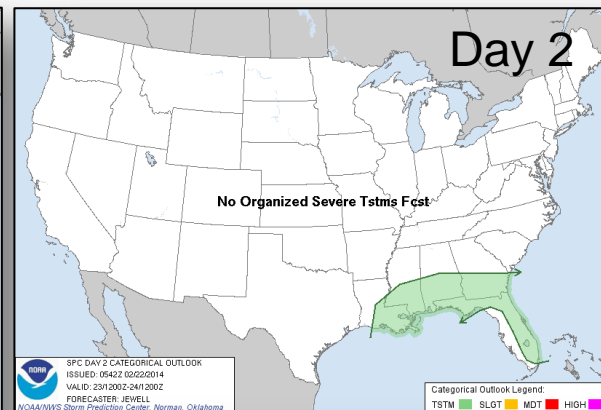 Day 2
No Organized Severe Tstms Fcst
NOAA
SPC DAY 2 CATEGORICAL OUTLOOK
ISSUED: 0542Z 02/22/2014
VALID: 23/1200Z-24/1200Z
FORECASTER: JEWELL
NOAA/NWS Storm Prediction Center, Norman, Oklahoma
Categorical Outlook Legend:
TSTM SLGT MDT HIGH